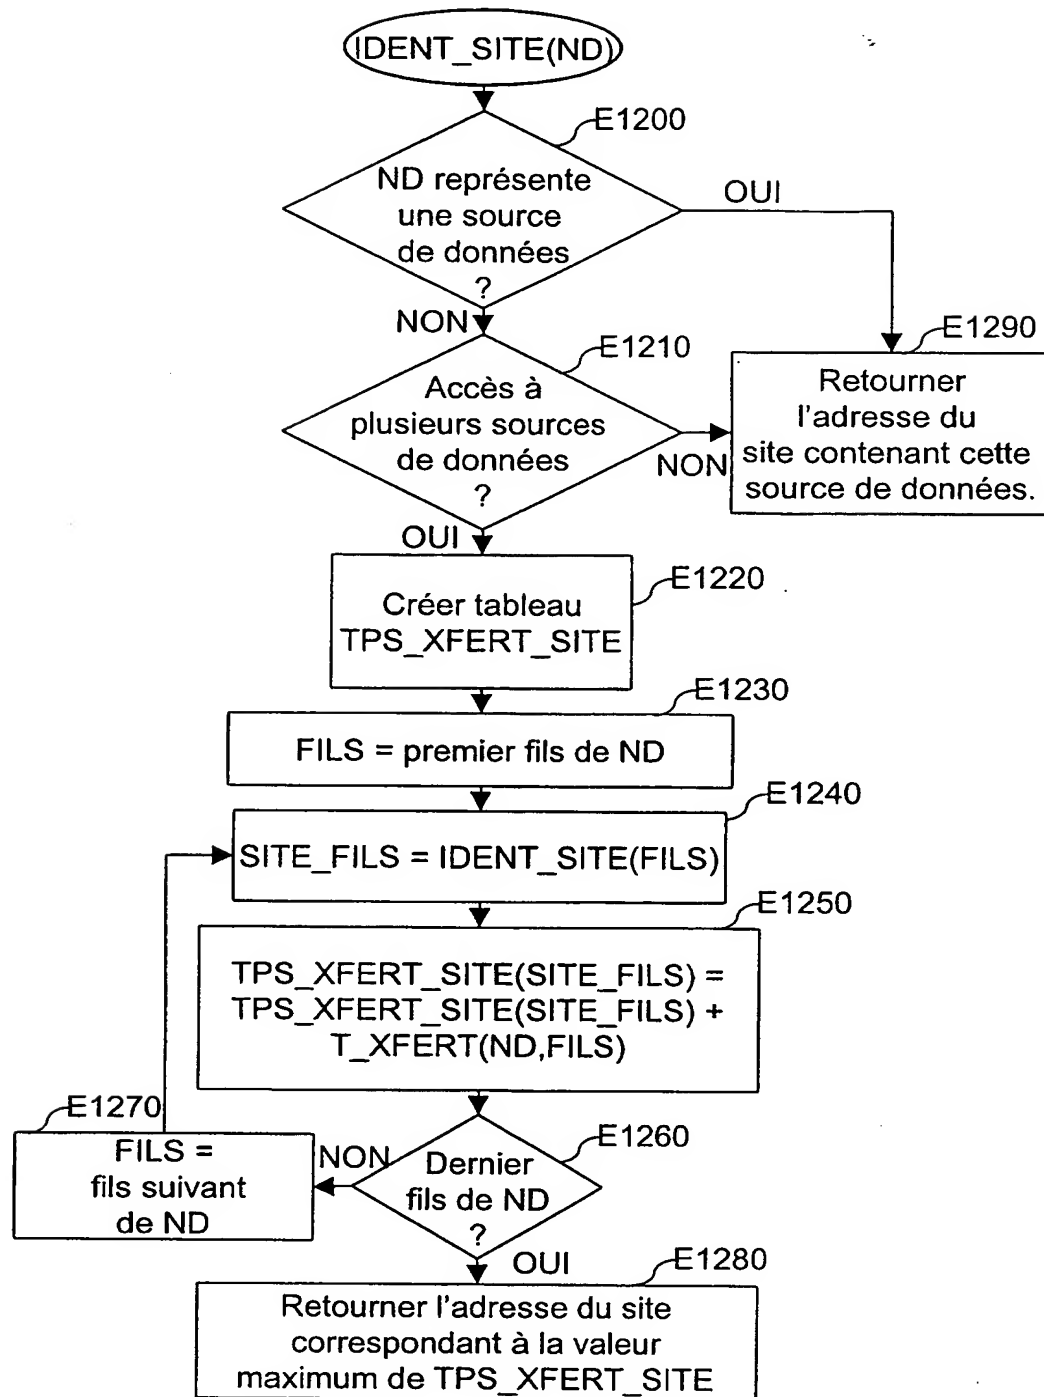 IDENT_SITE(ND)
E1200
ND représente
une source
de données
?
OUI
NON
E1210
E1290
Accès à
plusieurs sources
de données
?
NON
Retourner
l'adresse du
site contenant cette
source de données.
OUI
E1220
Créer tableau
TPS_XFERT_SITE
E1230
FILS = premier fils de ND
E1240
SITE_FILS = IDENT_SITE(FILS)
E1250
TPS_XFERT_SITE(SITE_FILS) =
TPS_XFERT_SITE(SITE_FILS) +
T_XFERT(ND,FILS)
E1270
E1260
FILS =
fils suivant
de ND
NON
Dernier
fils de ND
?
OUI
E1280
Retourner l'adresse du site
correspondant à la valeur
maximum de TPS_XFERT_SITE